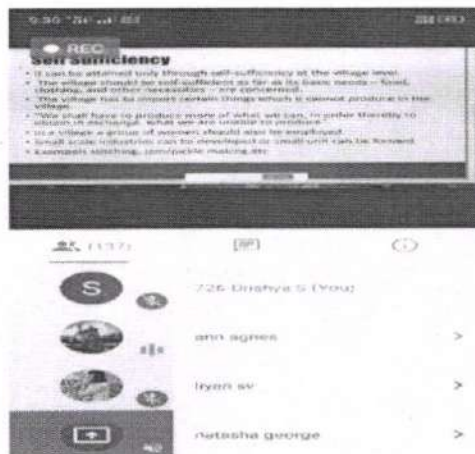 REC
Self Sufficiency
• It can be attained only through self-sufficiency at the village level.
• The village should be self-sufficient as far as its basic needs – food,
clothing, and other necessaries – are concerned.
• The village has to import certain things which it cannot produce in the
village.
• "We shall have to produce more of what we can, in order thereby to
obtain in exchange, what we are unable to produce"
• In a village a group of women should also be employed.
• Small scale industries can be developed or small unit can be formed
• Examples stitching, jam/pickle making etc
(137)
S
726 Drishya S (You)
ann agnes
liyan sv
natasha george